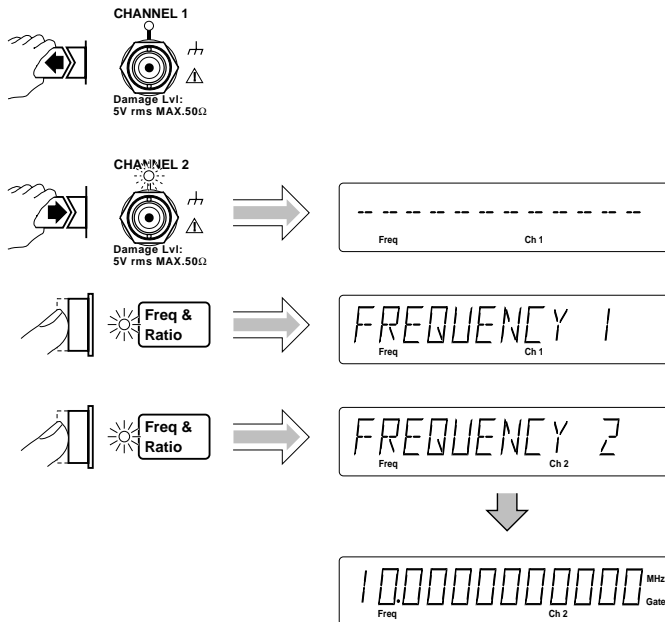 CHANNEL 1
Damage Lvl:
5V rms MAX.50Ω
CHANNEL 2
Damage Lvl:
5V rms MAX.50Ω
-- -- -- -- -- -- -- -- -- -- -- --
Freq Ch 1
Freq &
Ratio
FREQUENCY 1
Freq Ch 1
Freq &
Ratio
FREQUENCY 2
Freq Ch 2
10.0000000000 MHz
Gate
Freq Ch 2